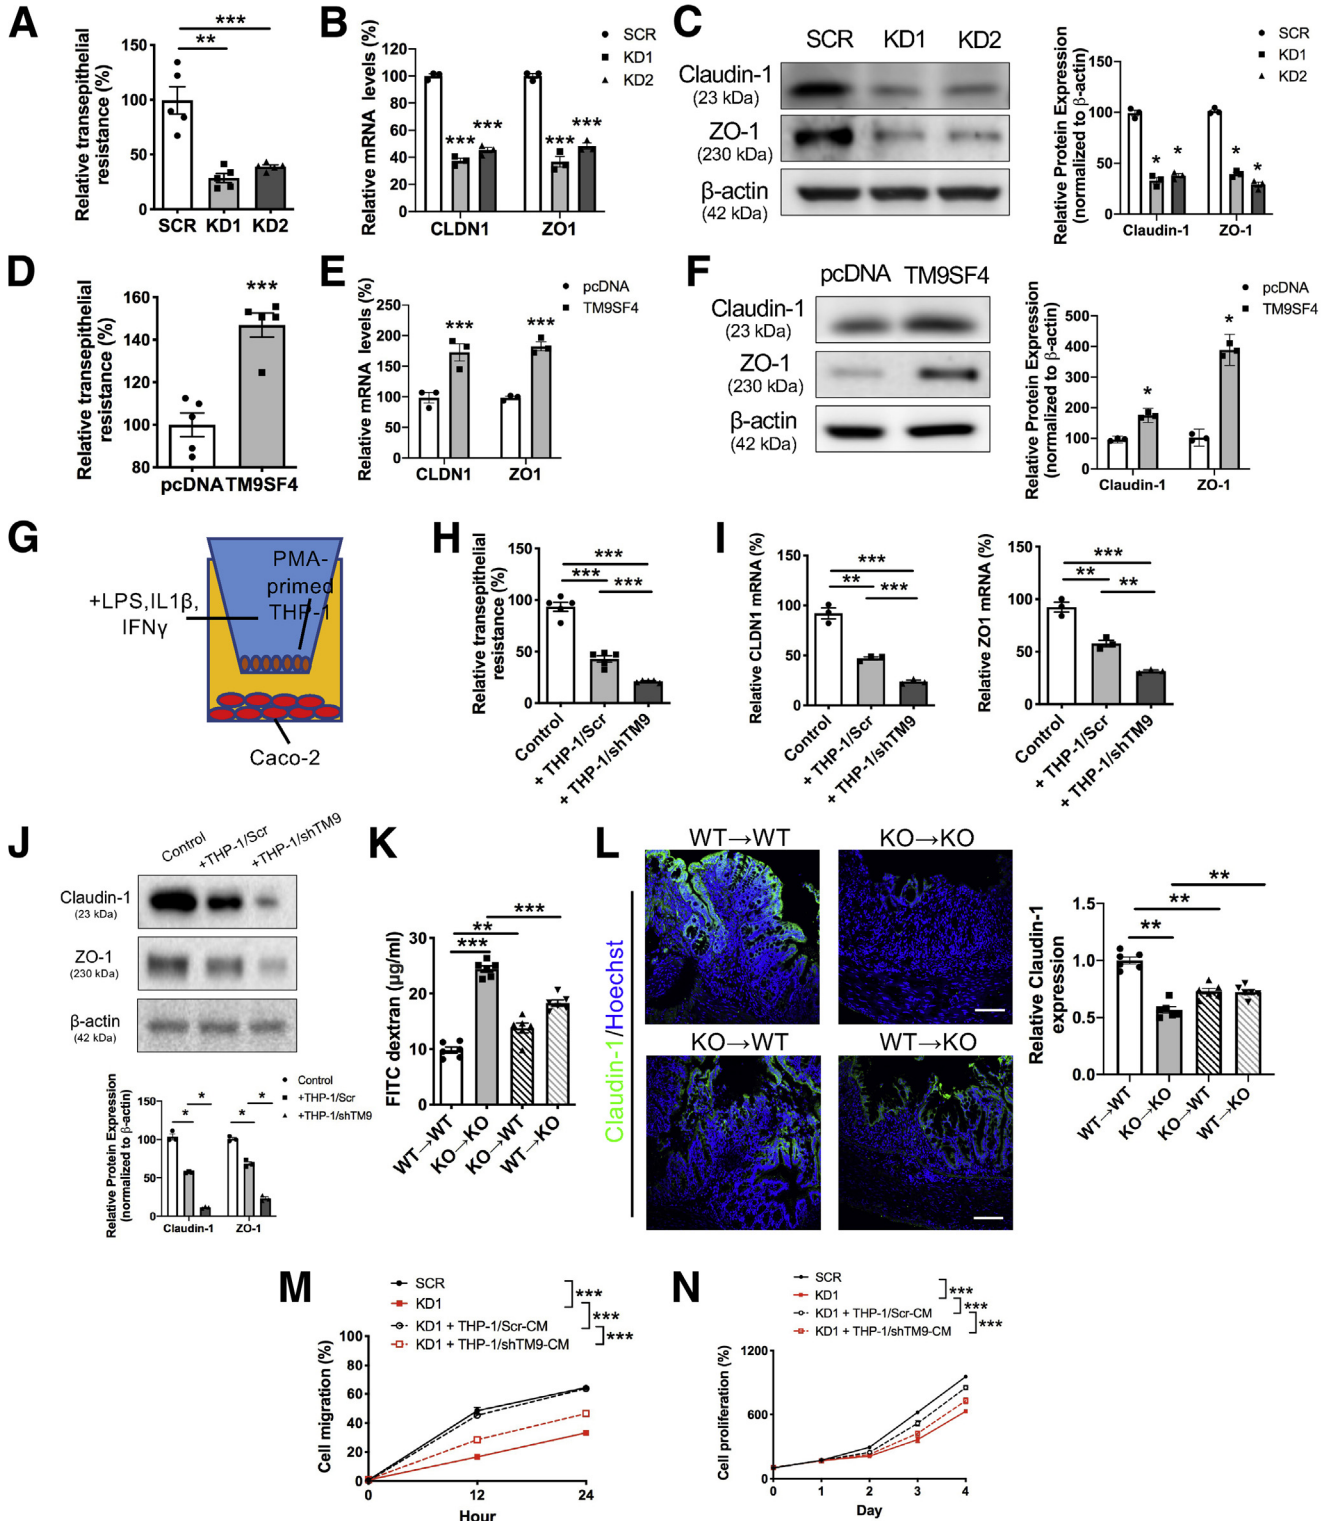 A
Relative transepithelial
resistance (%)
***
**
150
100
50
0
SCR KD1 KD2
B
Relative mRNA levels (%)
SCR
KD1
KD2
120
100
80
60
40
20
0
*** *** *** ***
CLDN1 ZO1
C
SCR KD1 KD2
Claudin-1
(23 kDa)
ZO-1
(230 kDa)
β-actin
(42 kDa)
SCR
KD1
KD2
Relative Protein Expression
(normalized to β-actin)
150
100
50
0
* * * *
Claudin-1 ZO-1
D
Relative transepithelial
resistance (%)
***
160
140
120
100
80
pcDNA TM9SF4
E
Relative mRNA levels (%)
pcDNA
TM9SF4
250
200
150
100
50
0
*** ***
CLDN1 ZO1
F
pcDNA TM9SF4
Claudin-1
(23 kDa)
ZO-1
(230 kDa)
β-actin
(42 kDa)
pcDNA
TM9SF4
Relative Protein Expression
(normalized to β-actin)
500
400
300
200
100
0
* *
Claudin-1 ZO-1
G
PMA-
primed
THP-1
+LPS,IL1β,
IFNγ
Caco-2
H
Relative transepithelial
resistance (%)
***
*** ***
150
100
50
0
Control
+ THP-1/Scr
+ THP-1/shTM9
I
Relative CLDN1 mRNA (%)
***
** ***
150
100
50
0
Control
+ THP-1/Scr
+ THP-1/shTM9
Relative ZO1 mRNA (%)
***
** **
150
100
50
0
Control
+ THP-1/Scr
+ THP-1/shTM9
J
Control
+THP-1/Scr
+THP-1/shTM9
Claudin-1
(23 kDa)
ZO-1
(230 kDa)
β-actin
(42 kDa)
Control
+THP-1/Scr
+THP-1/shTM9
Relative Protein Expression
(normalized to β-actin)
150
100
50
0
* * * *
Claudin-1 ZO-1
K
FITC dextran (μg/ml)
***
**
***
30
20
10
0
WT→WT
KO→KO
KO→WT
WT→KO
L
WT→WT KO→KO
KO→WT WT→KO
Claudin-1/Hoechst
Relative Claudin-1
expression
**
**
**
1.5
1.0
0.5
0.0
WT→WT
KO→KO
KO→WT
WT→KO
M
SCR
KD1
KD1 + THP-1/Scr-CM
KD1 + THP-1/shTM9-CM
***
***
***
Cell migration (%)
100
80
60
40
20
0
0 12 24
Hour
N
SCR
KD1
KD1 + THP-1/Scr-CM
KD1 + THP-1/shTM9-CM
***
***
***
Cell proliferation (%)
1200
600
0
0 1 2 3 4
Day